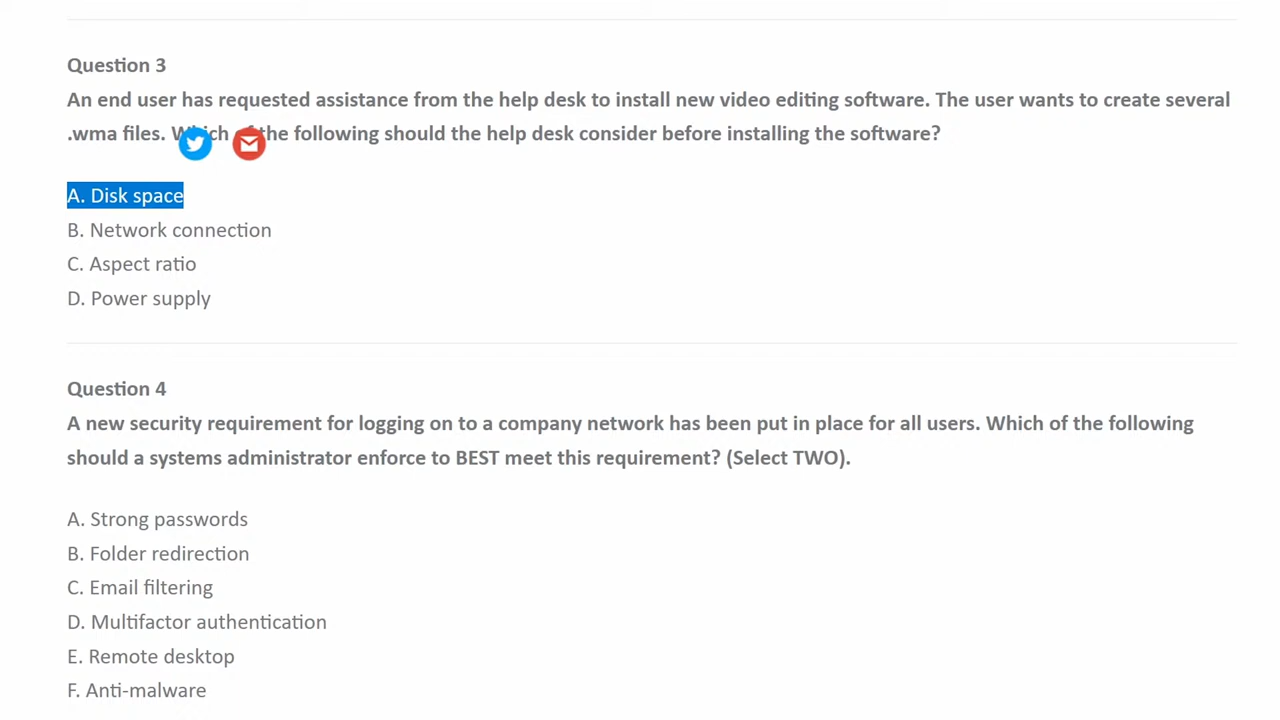 Question 3
An end user has requested assistance from the help desk to install new video editing software. The user wants to create several
.wma files. Which of the following should the help desk consider before installing the software?
A. Disk space
B. Network connection
C. Aspect ratio
D. Power supply
Question 4
A new security requirement for logging on to a company network has been put in place for all users. Which of the following
should a systems administrator enforce to BEST meet this requirement? (Select TWO).
A. Strong passwords
B. Folder redirection
C. Email filtering
D. Multifactor authentication
E. Remote desktop
F. Anti-malware